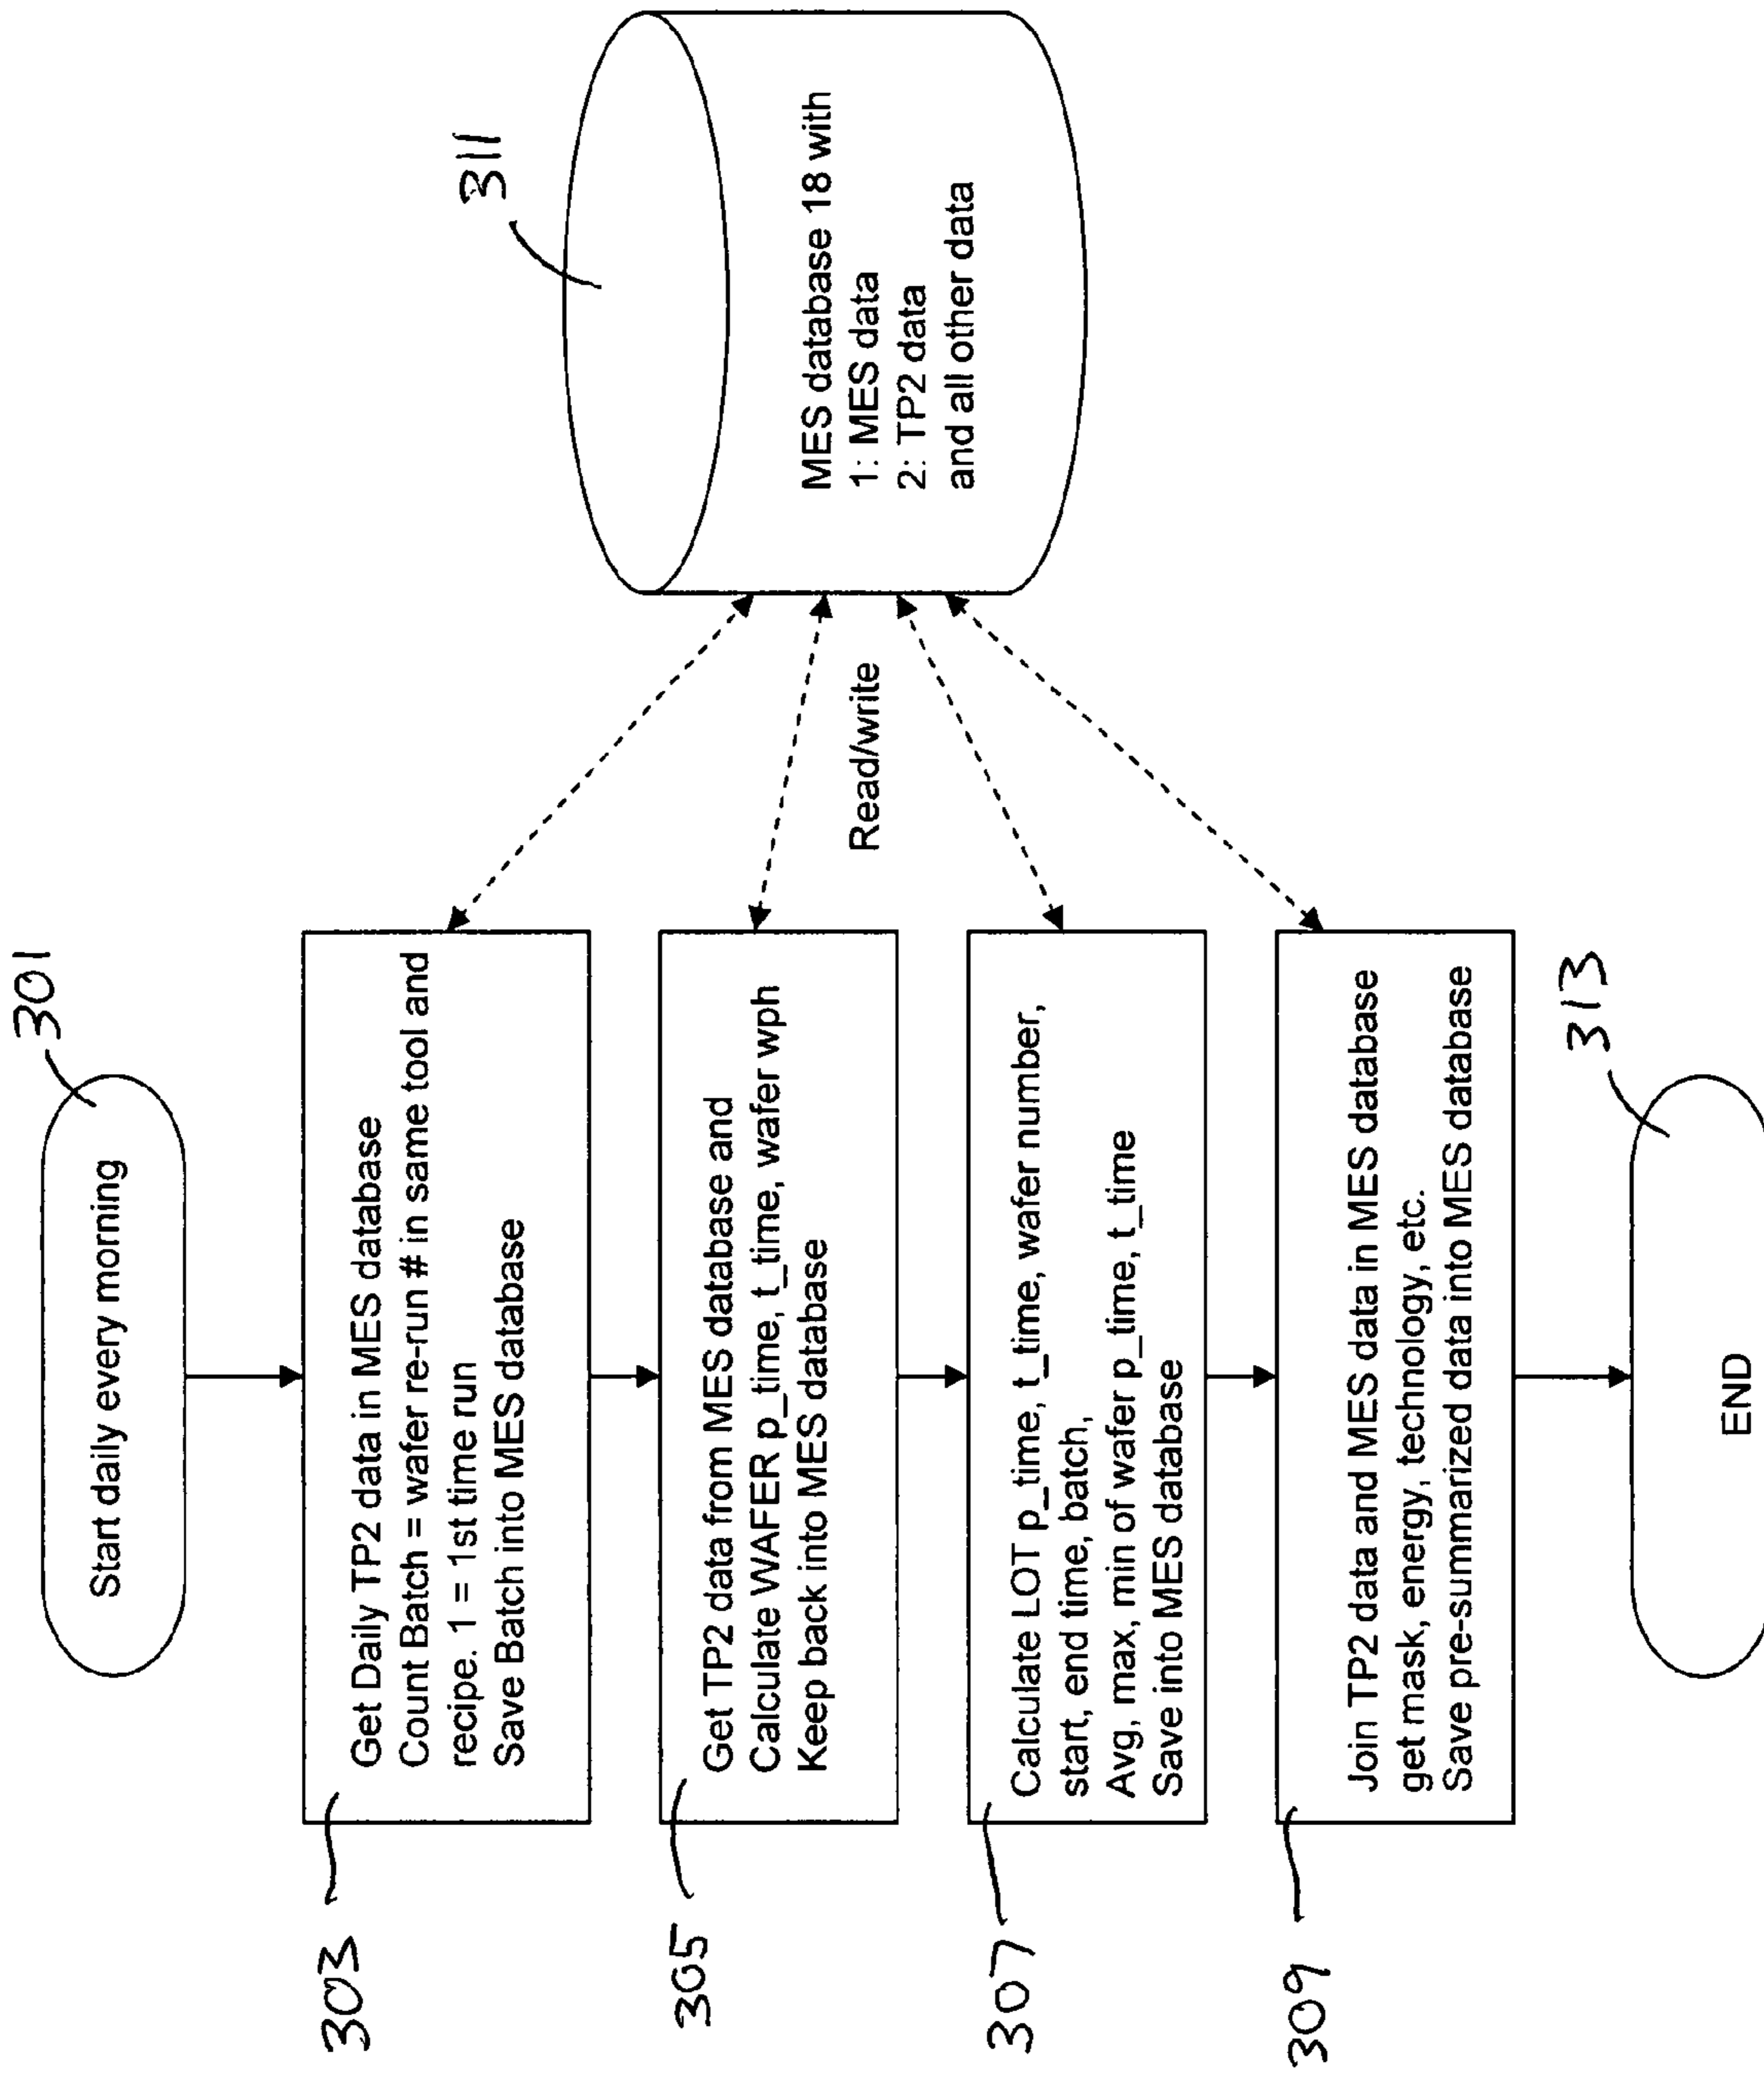 301
Start daily every morning
303
Get Daily TP2 data in MES database
Count Batch = wafer re-run # in same tool and
recipe. 1 = 1st time run
Save Batch into MES database
305
Get TP2 data from MES database and
Calculate WAFER p_time, t_time, wafer wph
Keep back into MES database
307
Calculate LOT p_time, t_time, wafer number,
start, end time, batch,
Avg, max, min of wafer p_time, t_time
Save into MES database
309
Join TP2 data and MES data in MES database
get mask, energy, technology, etc.
Save pre-summarized data into MES database
313
END
Read/write
311
MES database 18 with
1: MES data
2: TP2 data
and all other data